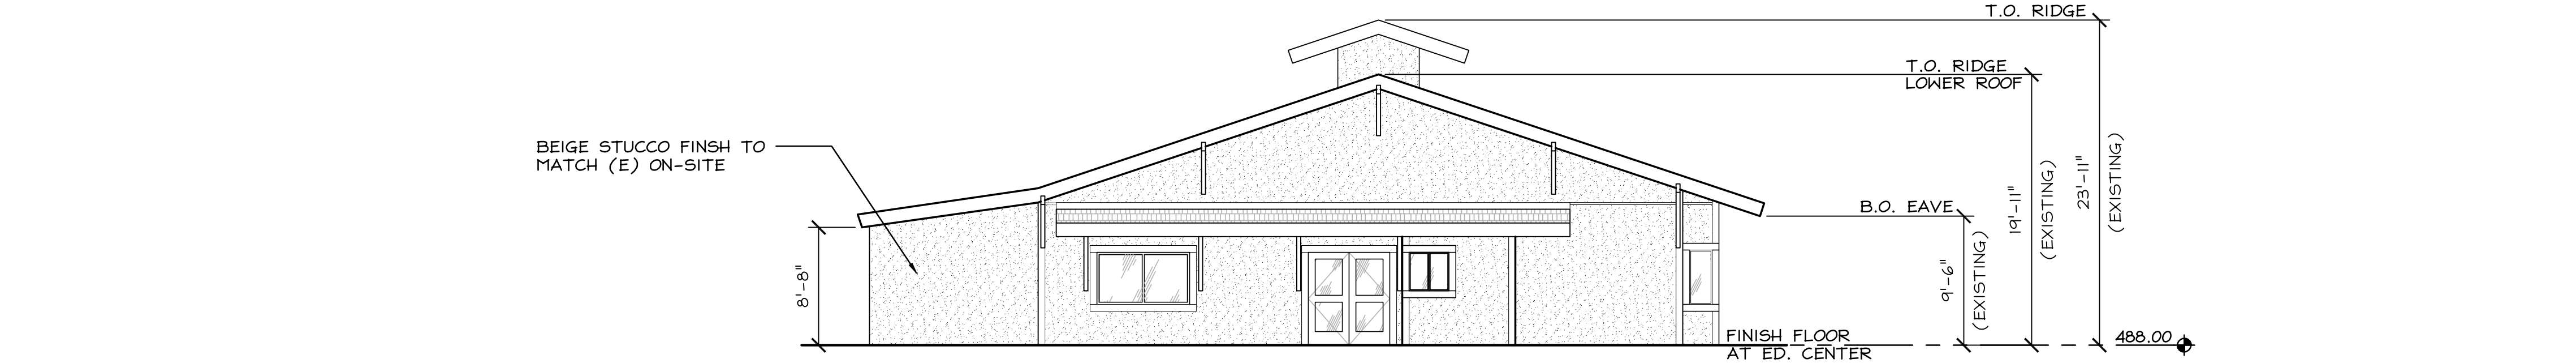 T.O. RIDGE
T.O. RIDGE
LOWER ROOF
BEIGE STUCCO FINSH TO
MATCH (E) ON-SITE
B.O. EAVE
8'-8"
9'-6"
(EXISTING)
19'-11"
(EXISTING)
23'-11"
(EXISTING)
FINISH FLOOR
AT ED. CENTER
488.00